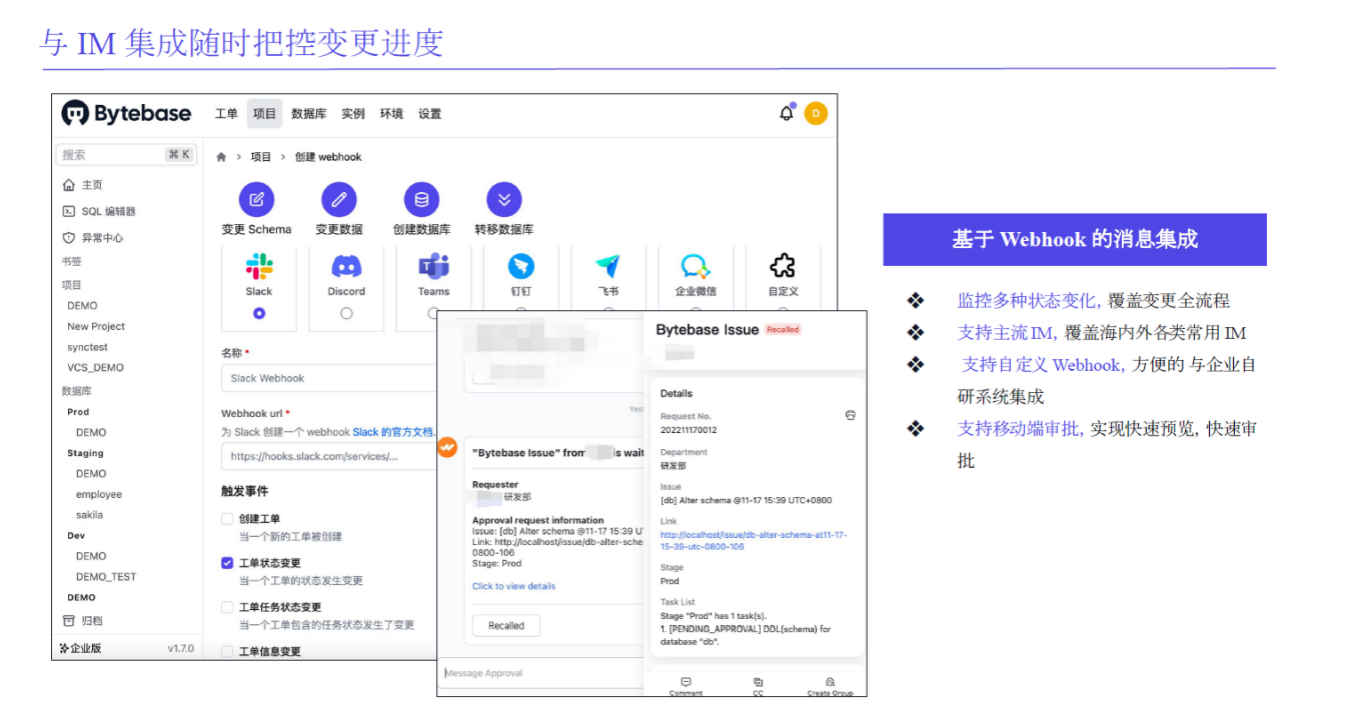 与 IM 集成随时把控变更进度
Bytebase
工单 项目 数据库 实例 环境 设置
D
搜索 ⌘ K
主页
SQL 编辑器
异常中心
书签
项目
DEMO
New Project
synctest
VCS_DEMO
数据库
Prod
DEMO
Staging
DEMO
employee
sakila
Dev
DEMO
DEMO_TEST
DEMO
归档
企业版 v1.7.0
项目 > 创建 webhook
变更 Schema 变更数据 创建数据库 转移数据库
Slack Discord Teams 钉钉 飞书 企业微信 自定义
名称 *
Slack Webhook
Webhook url *
为 Slack 创建一个 webhook Slack 的官方文档.
https://hooks.slack.com/services/...
触发事件
创建工单
当一个新的工单被创建
工单状态变更
当一个工单的状态发生变更
工单任务状态变更
当一个工单包含的任务状态发生了变更
工单信息变更
"Bytebase Issue" from is wait
Requester
研发部
Approval request information
Issue: [db] Alter schema @11-17 15:39 U
Link: http://localhost/issue/db-alter-sche
0800-106
Stage: Prod
Click to view details
Recalled
Message Approval
Bytebase Issue Recalled
Details
Request No.
202211170012
Department
研发部
Issue
[db] Alter schema @11-17 15:39 UTC+0800
Link
http://localhost/issue/db-alter-schema-at11-17-
15-39-utc-0800-106
Stage
Prod
Task List
Stage "Prod" has 1 task(s).
1. [PENDING_APPROVAL] DDL(schema) for
database "db".
Comment CC Create Group
基于 Webhook 的消息集成
❖ 监控多种状态变化, 覆盖变更全流程
❖ 支持主流 IM, 覆盖海内外各类常用 IM
❖ 支持自定义 Webhook, 方便的 与企业自
研系统集成
❖ 支持移动端审批, 实现快速预览, 快速审
批